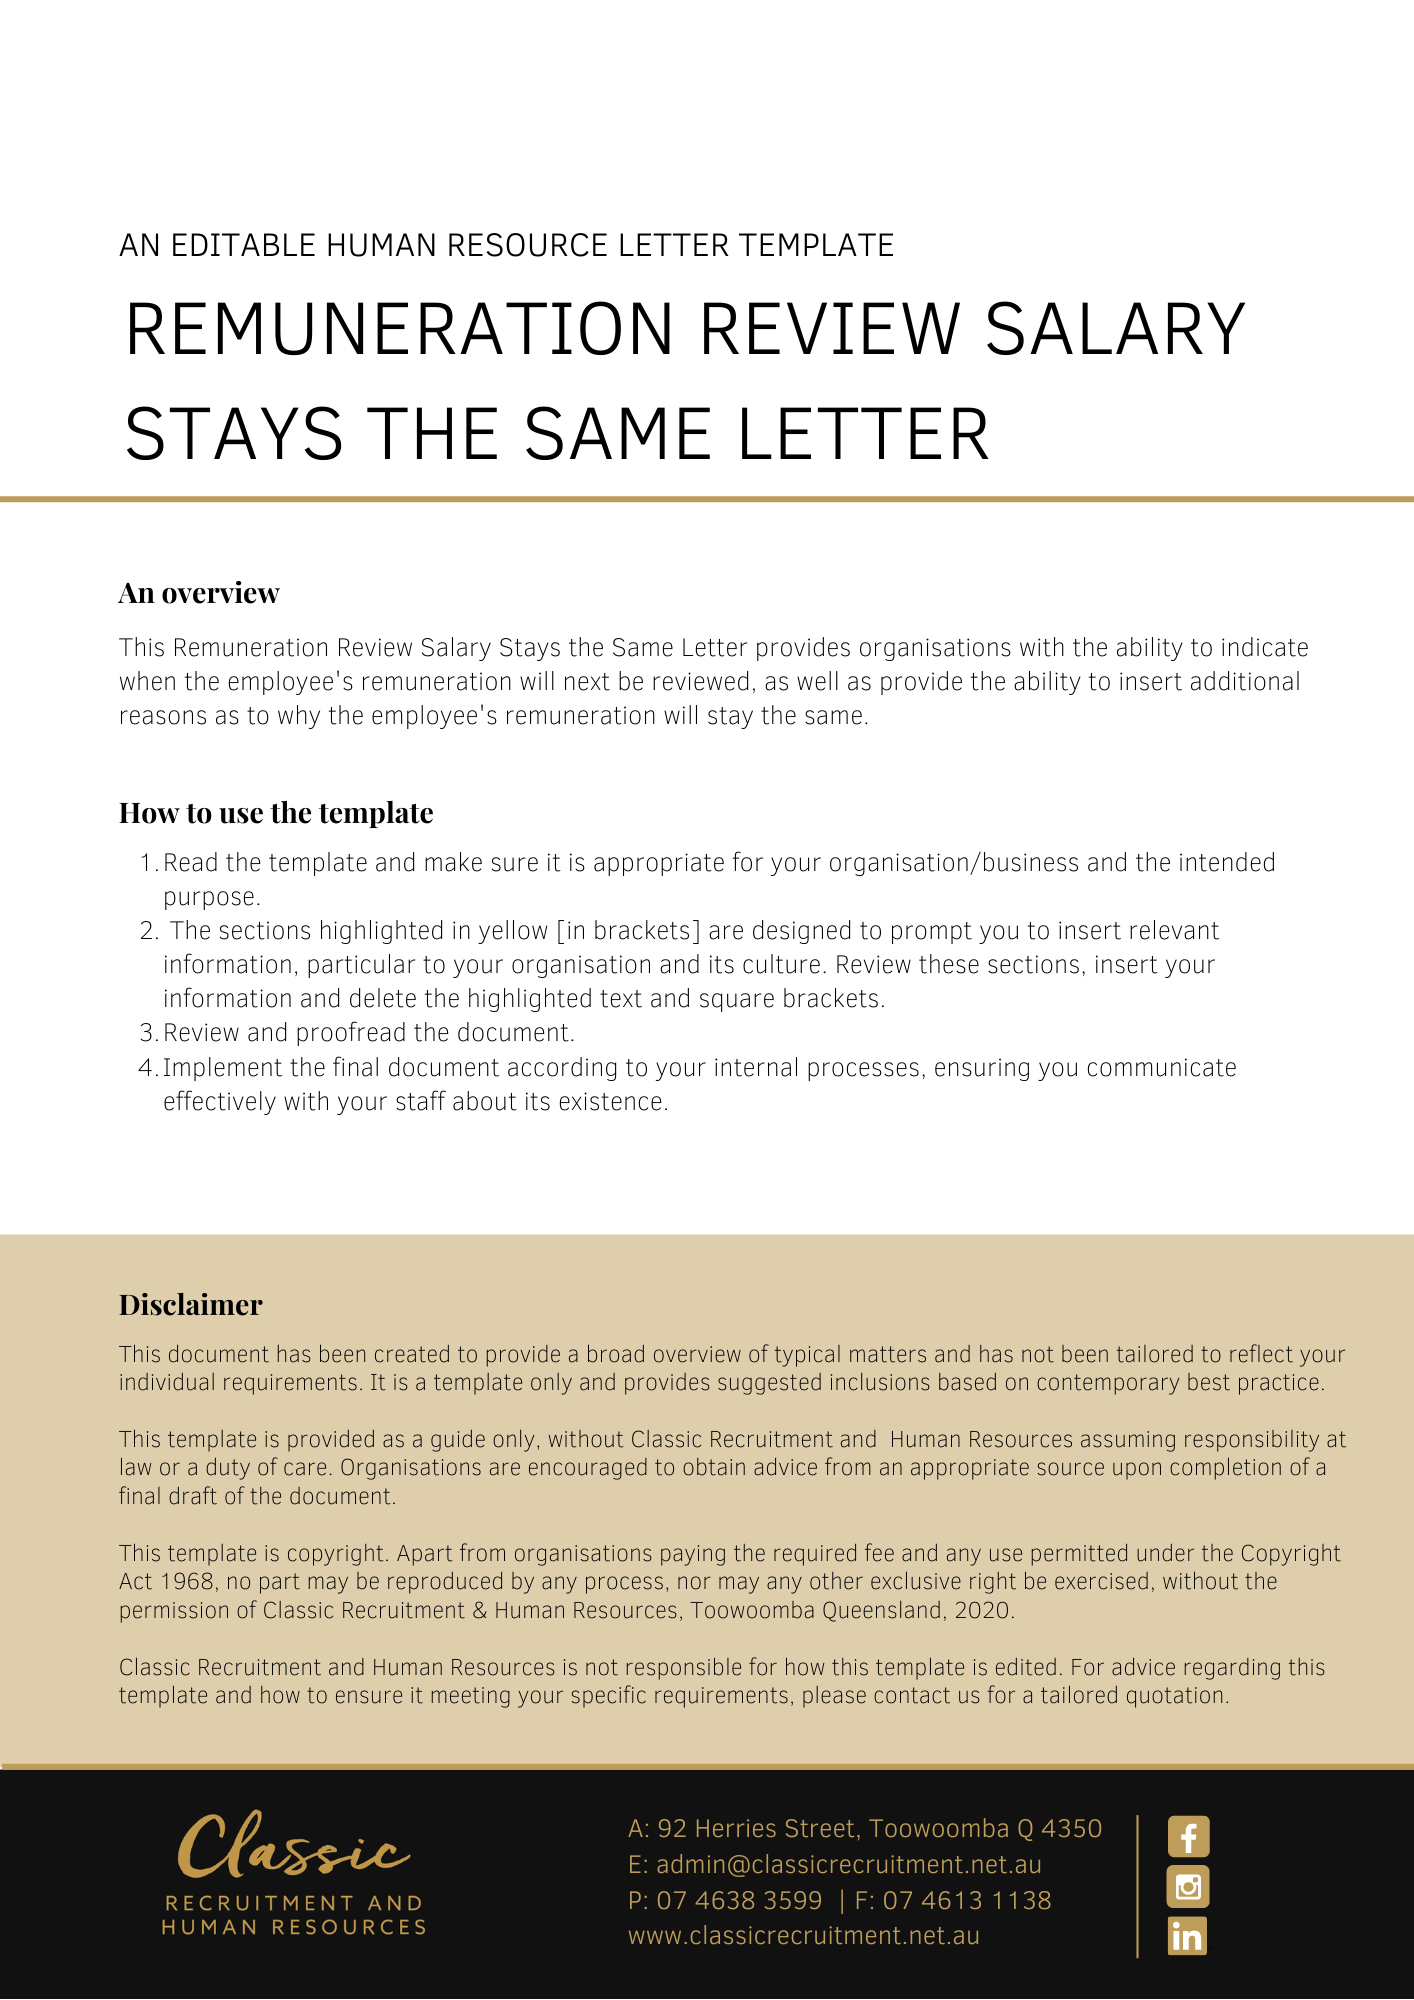 AN EDITABLE HUMAN RESOURCE LETTER TEMPLATE
REMUNERATION REVIEW SALARY
STAYS THE SAME LETTER
An overview
This Remuneration Review Salary Stays the Same Letter provides organisations with the ability to indicate
when the employee's remuneration will next be reviewed, as well as provide the ability to insert additional
reasons as to why the employee's remuneration will stay the same.
How to use the template
1. Read the template and make sure it is appropriate for your organisation/business and the intended
purpose.
2. The sections highlighted in yellow [in brackets] are designed to prompt you to insert relevant
information, particular to your organisation and its culture. Review these sections, insert your
information and delete the highlighted text and square brackets.
3. Review and proofread the document.
4. Implement the final document according to your internal processes, ensuring you communicate
effectively with your staff about its existence.
Disclaimer
This document has been created to provide a broad overview of typical matters and has not been tailored to reflect your
individual requirements. It is a template only and provides suggested inclusions based on contemporary best practice.
This template is provided as a guide only, without Classic Recruitment and Human Resources assuming responsibility at
law or a duty of care. Organisations are encouraged to obtain advice from an appropriate source upon completion of a
final draft of the document.
This template is copyright. Apart from organisations paying the required fee and any use permitted under the Copyright
Act 1968, no part may be reproduced by any process, nor may any other exclusive right be exercised, without the
permission of Classic Recruitment & Human Resources, Toowoomba Queensland, 2020.
Classic Recruitment and Human Resources is not responsible for how this template is edited. For advice regarding this
template and how to ensure it meeting your specific requirements, please contact us for a tailored quotation.
Classic
RECRUITMENT AND
HUMAN RESOURCES
A: 92 Herries Street, Toowoomba Q 4350
E: admin@classicrecruitment.net.au
P: 07 4638 3599 | F: 07 4613 1138
www.classicrecruitment.net.au
f
in